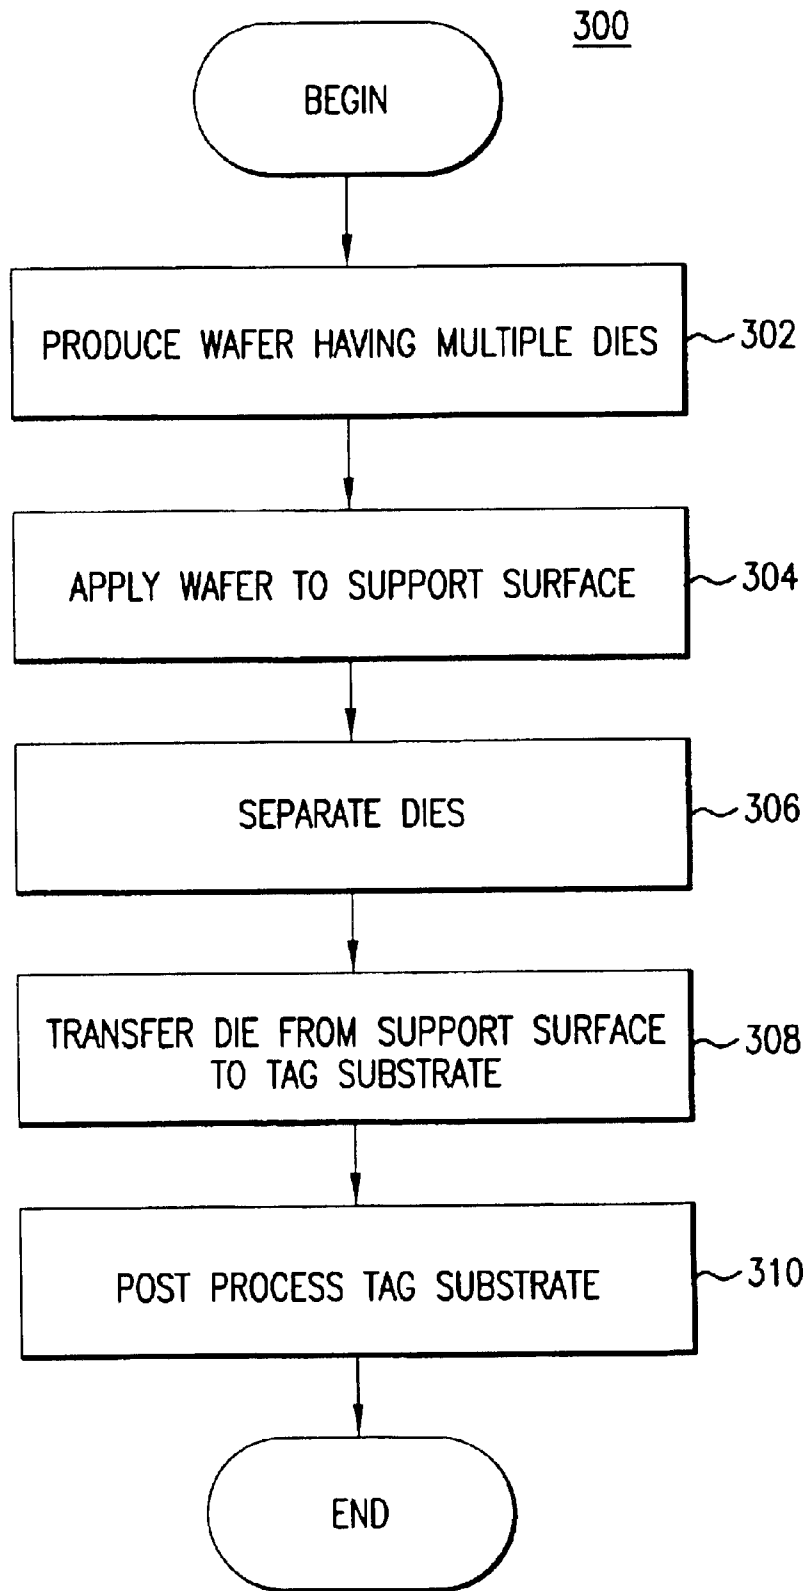 300
BEGIN
PRODUCE WAFER HAVING MULTIPLE DIES
302
APPLY WAFER TO SUPPORT SURFACE
304
SEPARATE DIES
306
TRANSFER DIE FROM SUPPORT SURFACE
TO TAG SUBSTRATE
308
POST PROCESS TAG SUBSTRATE
310
END